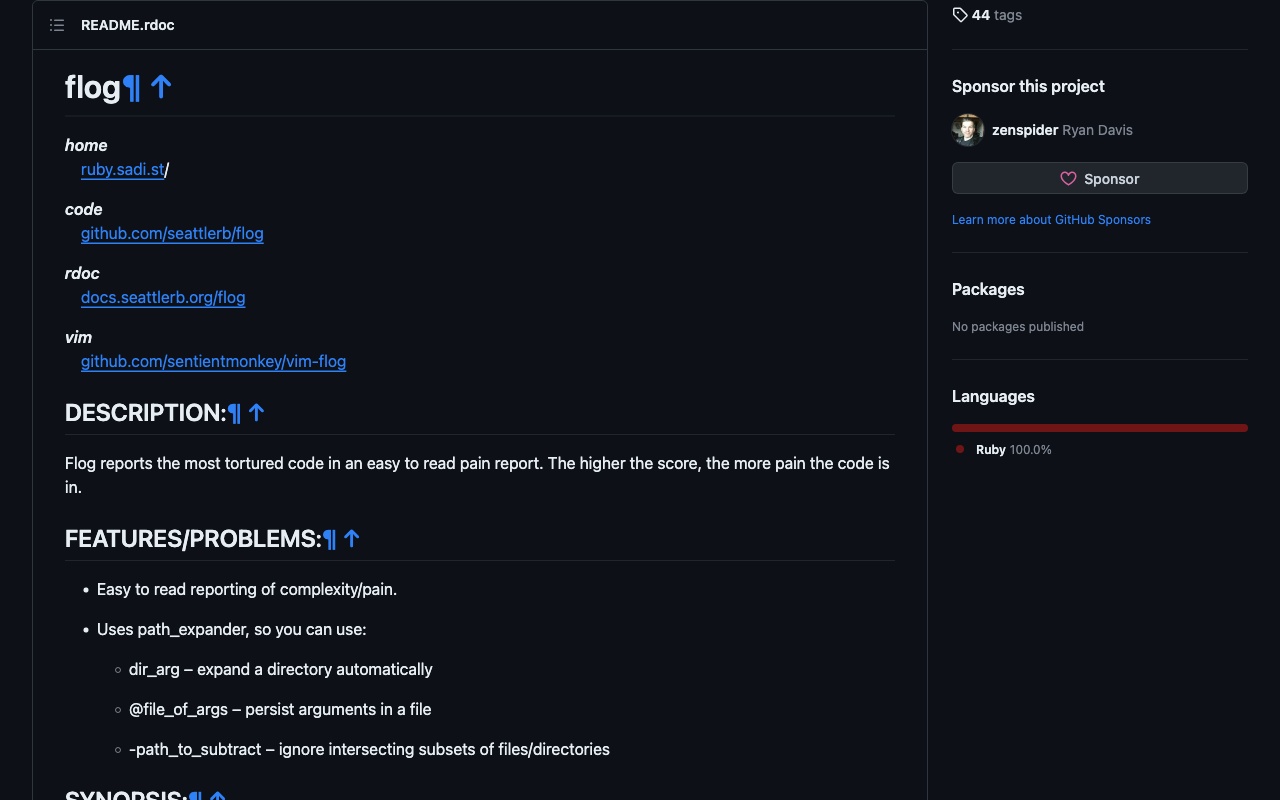 README.rdoc
flog¶ ↑
home
ruby.sadi.st/
code
github.com/seattlerb/flog
rdoc
docs.seattlerb.org/flog
vim
github.com/sentientmonkey/vim-flog
DESCRIPTION:¶ ↑
Flog reports the most tortured code in an easy to read pain report. The higher the score, the more pain the code is
in.
FEATURES/PROBLEMS:¶ ↑
• Easy to read reporting of complexity/pain.
• Uses path_expander, so you can use:
◦ dir_arg – expand a directory automatically
◦ @file_of_args – persist arguments in a file
◦ -path_to_subtract – ignore intersecting subsets of files/directories
SYNOPSIS:¶ ↑
44 tags
Sponsor this project
zenspider Ryan Davis
Sponsor
Learn more about GitHub Sponsors
Packages
No packages published
Languages
Ruby 100.0%